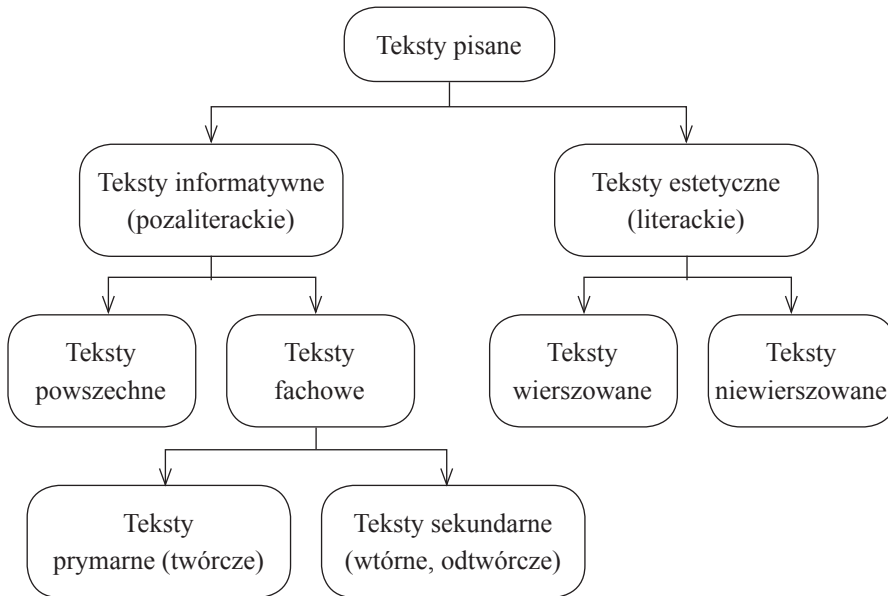 Teksty pisane
Teksty informatywne
(pozaliterackie)
Teksty estetyczne
(literackie)
Teksty
powszechne
Teksty
fachowe
Teksty
wierszowane
Teksty
niewierszowane
Teksty
prymarne (twórcze)
Teksty sekundarne
(wtórne, odtwórcze)